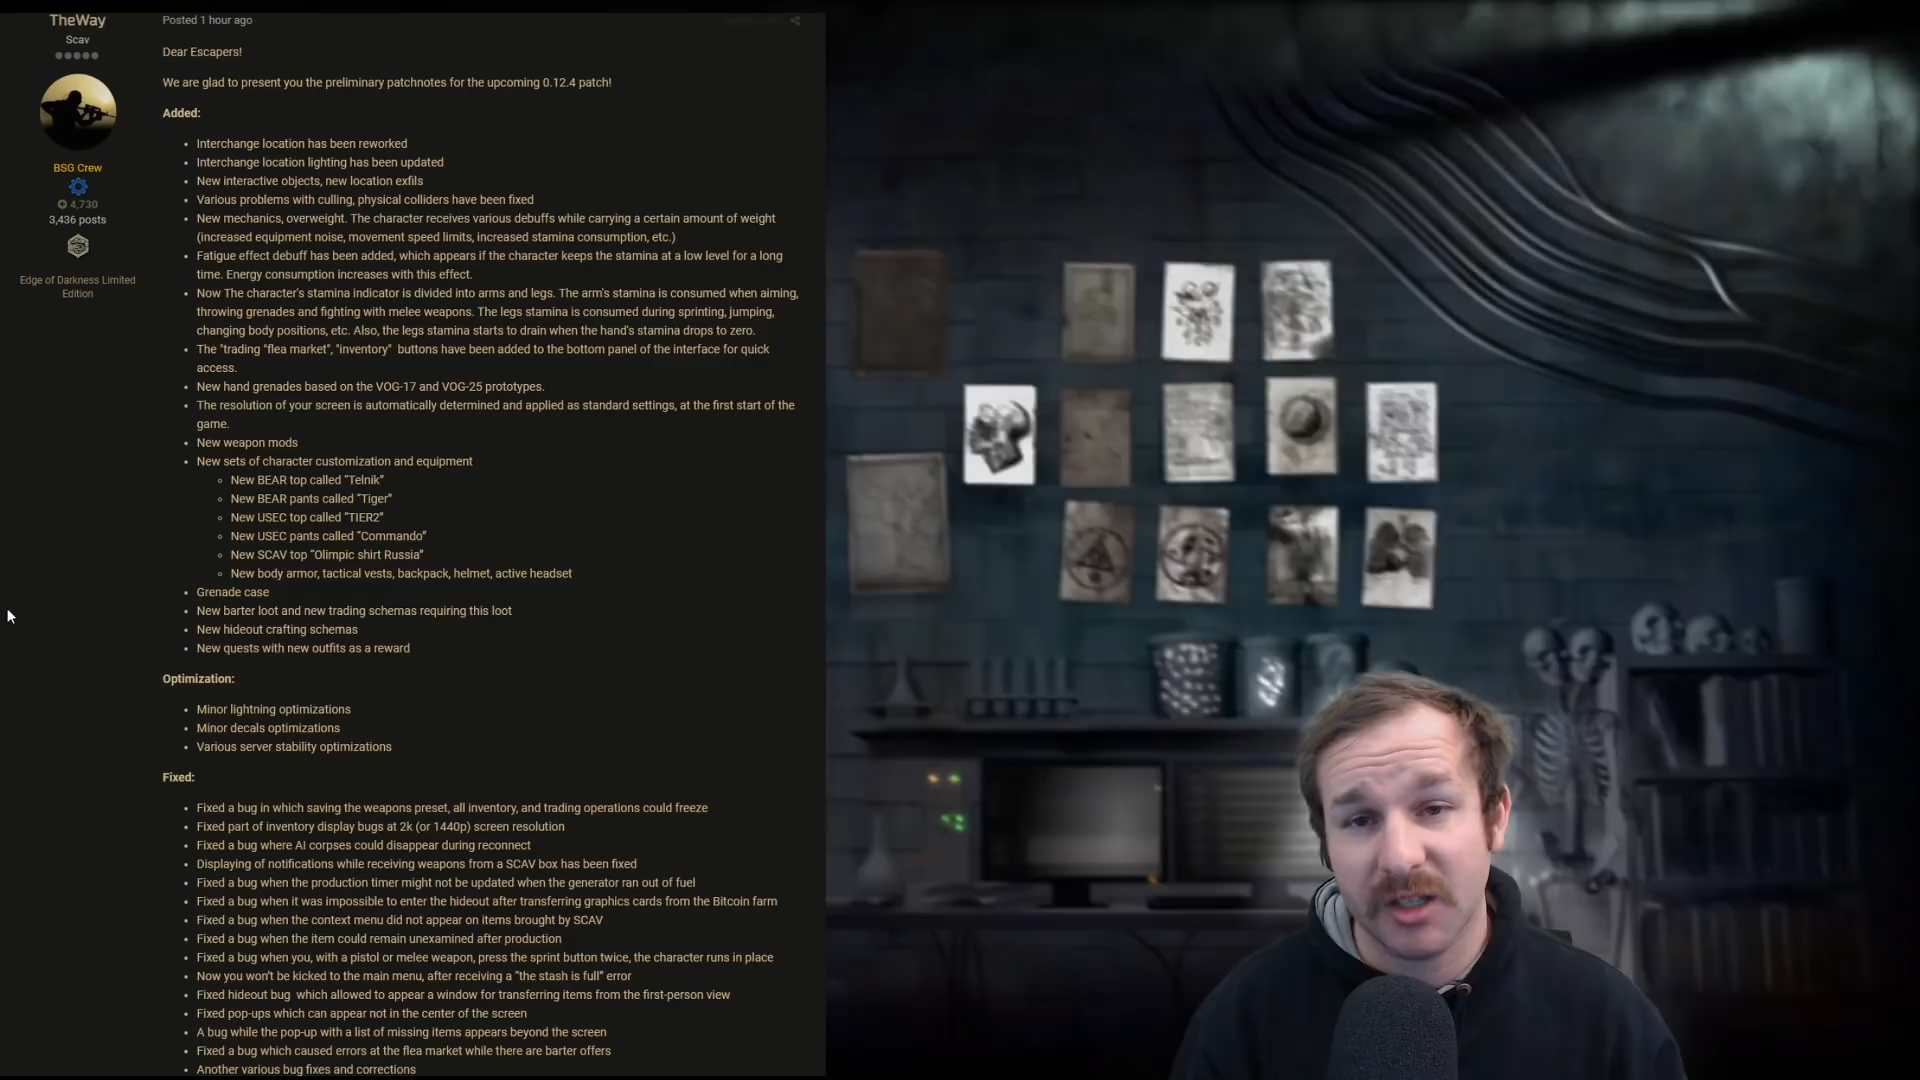 TheWay
Scav
BSG Crew
4,730
3,436 posts
Edge of Darkness Limited
Edition
Posted 1 hour ago
Dear Escapers!
We are glad to present you the preliminary patchnotes for the upcoming 0.12.4 patch!
Added:
Interchange location has been reworked
Interchange location lighting has been updated
New interactive objects, new location exfils
Various problems with culling, physical colliders have been fixed
New mechanics, overweight. The character receives various debuffs while carrying a certain amount of weight
(increased equipment noise, movement speed limits, increased stamina consumption, etc.)
Fatigue effect debuff has been added, which appears if the character keeps the stamina at a low level for a long
time. Energy consumption increases with this effect.
Now The character's stamina indicator is divided into arms and legs. The arm's stamina is consumed when aiming,
throwing grenades and fighting with melee weapons. The legs stamina is consumed during sprinting, jumping,
changing body positions, etc. Also, the legs stamina starts to drain when the hand's stamina drops to zero.
The "trading "flea market", "inventory" buttons have been added to the bottom panel of the interface for quick
access.
New hand grenades based on the VOG-17 and VOG-25 prototypes.
The resolution of your screen is automatically determined and applied as standard settings, at the first start of the
game.
New weapon mods
New sets of character customization and equipment
New BEAR top called “Telnik”
New BEAR pants called “Tiger”
New USEC top called “TIER2”
New USEC pants called “Commando”
New SCAV top “Olimpic shirt Russia”
New body armor, tactical vests, backpack, helmet, active headset
Grenade case
New barter loot and new trading schemas requiring this loot
New hideout crafting schemas
New quests with new outfits as a reward
Optimization:
Minor lightning optimizations
Minor decals optimizations
Various server stability optimizations
Fixed:
Fixed a bug in which saving the weapons preset, all inventory, and trading operations could freeze
Fixed part of inventory display bugs at 2k (or 1440p) screen resolution
Fixed a bug where AI corpses could disappear during reconnect
Displaying of notifications while receiving weapons from a SCAV box has been fixed
Fixed a bug when the production timer might not be updated when the generator ran out of fuel
Fixed a bug when it was impossible to enter the hideout after transferring graphics cards from the Bitcoin farm
Fixed a bug when the context menu did not appear on items brought by SCAV
Fixed a bug when the item could remain unexamined after production
Fixed a bug when you, with a pistol or melee weapon, press the sprint button twice, the character runs in place
Now you won't be kicked to the main menu, after receiving a “the stash is full” error
Fixed hideout bug which allowed to appear a window for transferring items from the first-person view
Fixed pop-ups which can appear not in the center of the screen
A bug while the pop-up with a list of missing items appears beyond the screen
Fixed a bug which caused errors at the flea market while there are barter offers
Another various bug fixes and corrections